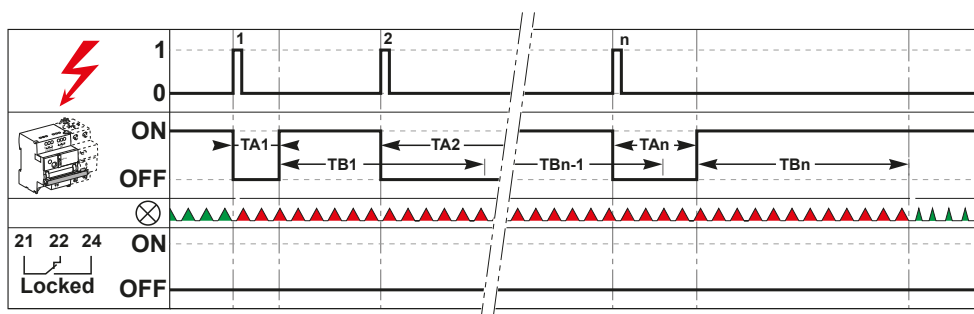 1
0
1
2
n
ON
OFF
TA1
TB1
TA2
TBn-1
TAn
TBn
21 22 24
Locked
ON
OFF